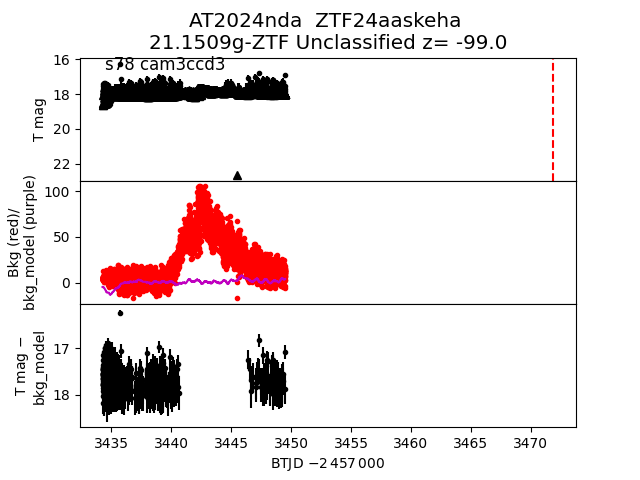 AT2024nda  ZTF24aaskeha
21.1509g-ZTF Unclassified z= -99.0
s78 cam3ccd3
16
18
20
22
T mag
100
50
0
Bkg (red)/
bkg_model (purple)
17
18
T mag −
bkg_model
3435 3440 3445 3450 3455 3460 3465 3470
BTJD −2 457 000